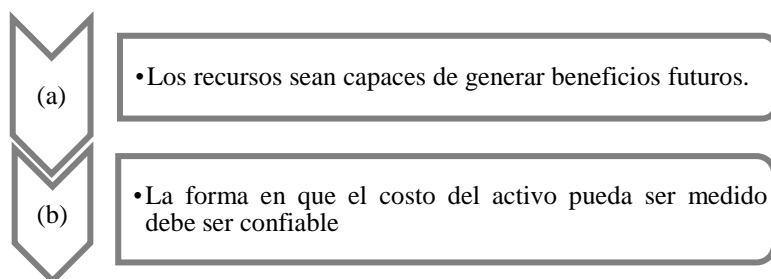 (a)
•Los recursos sean capaces de generar beneficios futuros.
(b)
•La forma en que el costo del activo pueda ser medido
debe ser confiable